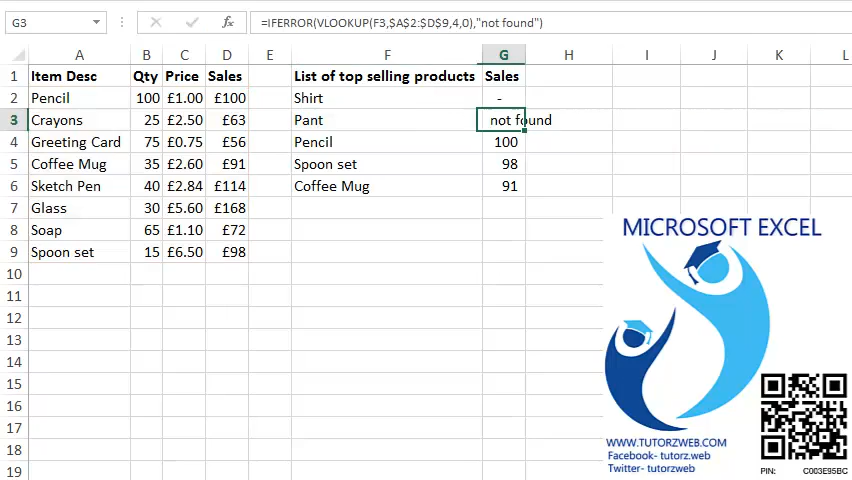 G3 fx =IFERROR(VLOOKUP(F3,$A$2:$D$9,4,0),"not found")
A B C D E F G H I J K L
1 Item Desc Qty Price Sales List of top selling products Sales
2 Pencil 100 £1.00 £100 Shirt -
3 Crayons 25 £2.50 £63 Pant not found
4 Greeting Card 75 £0.75 £56 Pencil 100
5 Coffee Mug 35 £2.60 £91 Spoon set 98
6 Sketch Pen 40 £2.84 £114 Coffee Mug 91
7 Glass 30 £5.60 £168
8 Soap 65 £1.10 £72
9 Spoon set 15 £6.50 £98
10
11
12
13
14
15
16
17
18
19
MICROSOFT EXCEL
WWW.TUTORZWEB.COM
Facebook- tutorz.web
Twitter- tutorzweb
PIN: C003E95BC